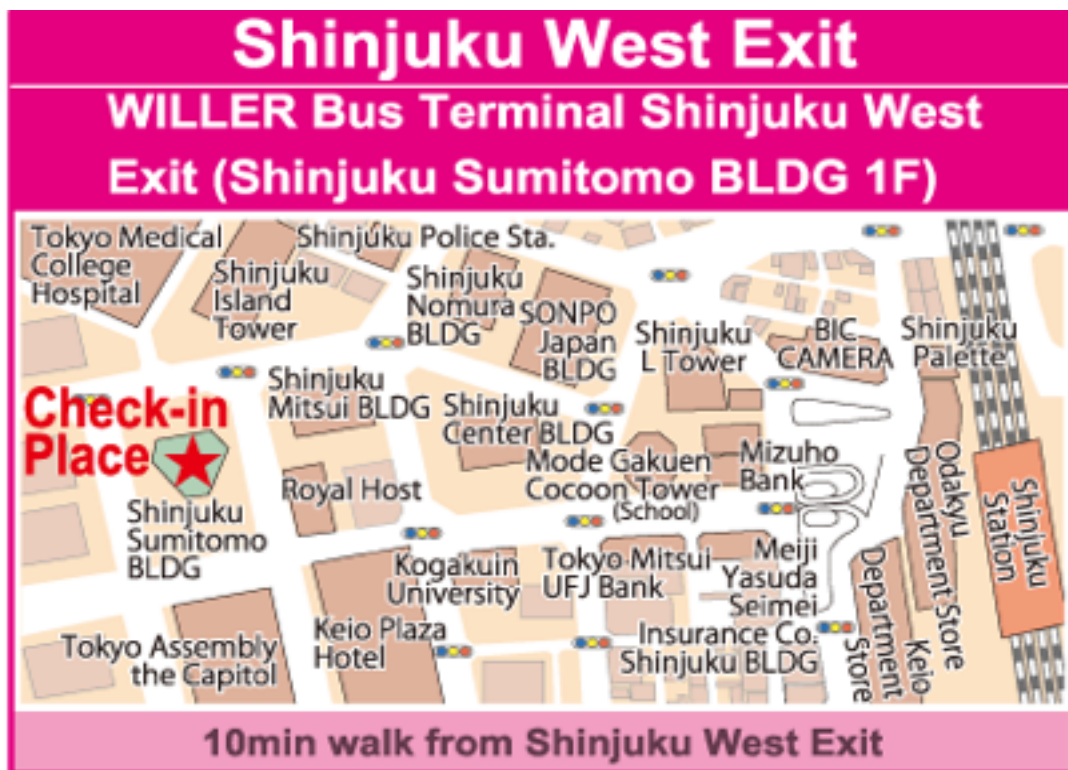 Shinjuku West Exit
WILLER Bus Terminal Shinjuku West
Exit (Shinjuku Sumitomo BLDG 1F)
Tokyo Medical
College
Hospital
Shinjuku
Island
Tower
Shinjuku Police Sta.
Shinjuku
Nomura
BLDG
SONPO
Japan
BLDG
Shinjuku
L Tower
BIC
CAMERA
Shinjuku
Palette
Check-in
Place
Shinjuku
Sumitomo
BLDG
Shinjuku
Mitsui BLDG
Shinjuku
Center BLDG
Mode Gakuen
Cocoon Tower
(School)
Mizuho
Bank
Odakyu
Department Store
Shinjuku
Station
Royal Host
Kogakuin
University
Tokyo Mitsui
UFJ Bank
Meiji
Yasuda
Seimei
Insurance Co.
Shinjuku BLDG
Keio
Department
Store
Tokyo Assembly
the Capitol
Keio Plaza
Hotel
10min walk from Shinjuku West Exit